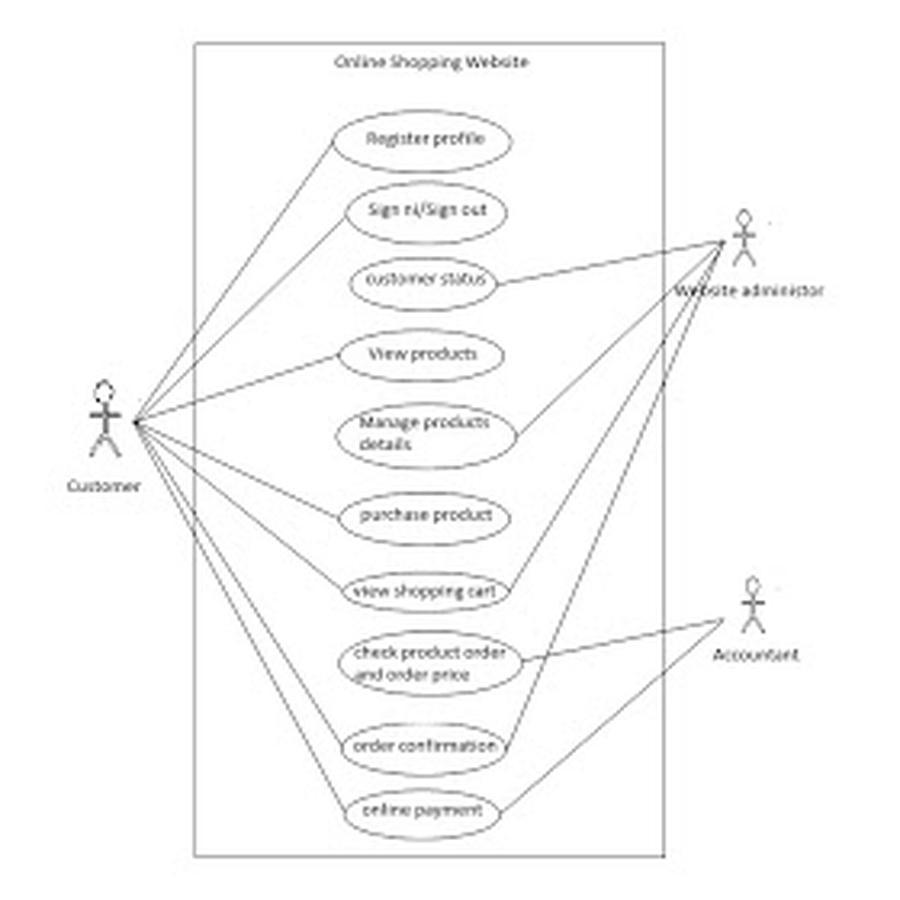 Online Shopping Website
Register profile
Sign ni/Sign out
customer status
Website administor
View products
Manage products
details
Customer
purchase product
view shopping cart
check product order
and order price
Accountant
order confirmation
online payment